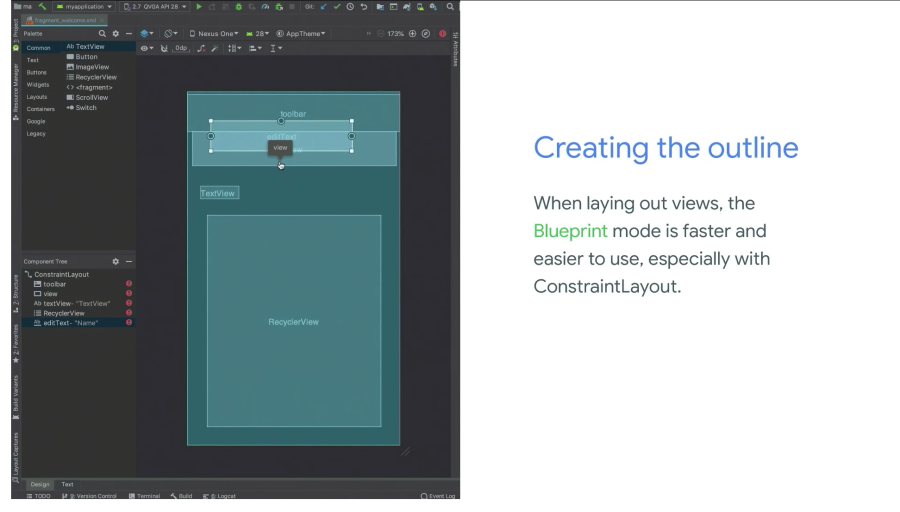 ma
myapplication
2.7 QVGA API 28
Git:
fragment_welcome.xml
1: Project
Resource Manager
Z: Structure
2: Favorites
Build Variants
Layout Captures
Palette
Common
Text
Buttons
Widgets
Layouts
Containers
Google
Legacy
Ab TextView
Button
ImageView
RecyclerView
<> <fragment>
ScrollView
Switch
Nexus One
28
AppTheme
173%
Attributes
0dp
toolbar
editText
view
TextView
RecyclerView
Component Tree
ConstraintLayout
toolbar
view
Ab textView- "TextView"
RecyclerView
Ab editText- "Name"
Design
Text
TODO
9: Version Control
Terminal
Build
6: Logcat
Event Log
Creating the outline
When laying out views, the
Blueprint mode is faster and
easier to use, especially with
ConstraintLayout.